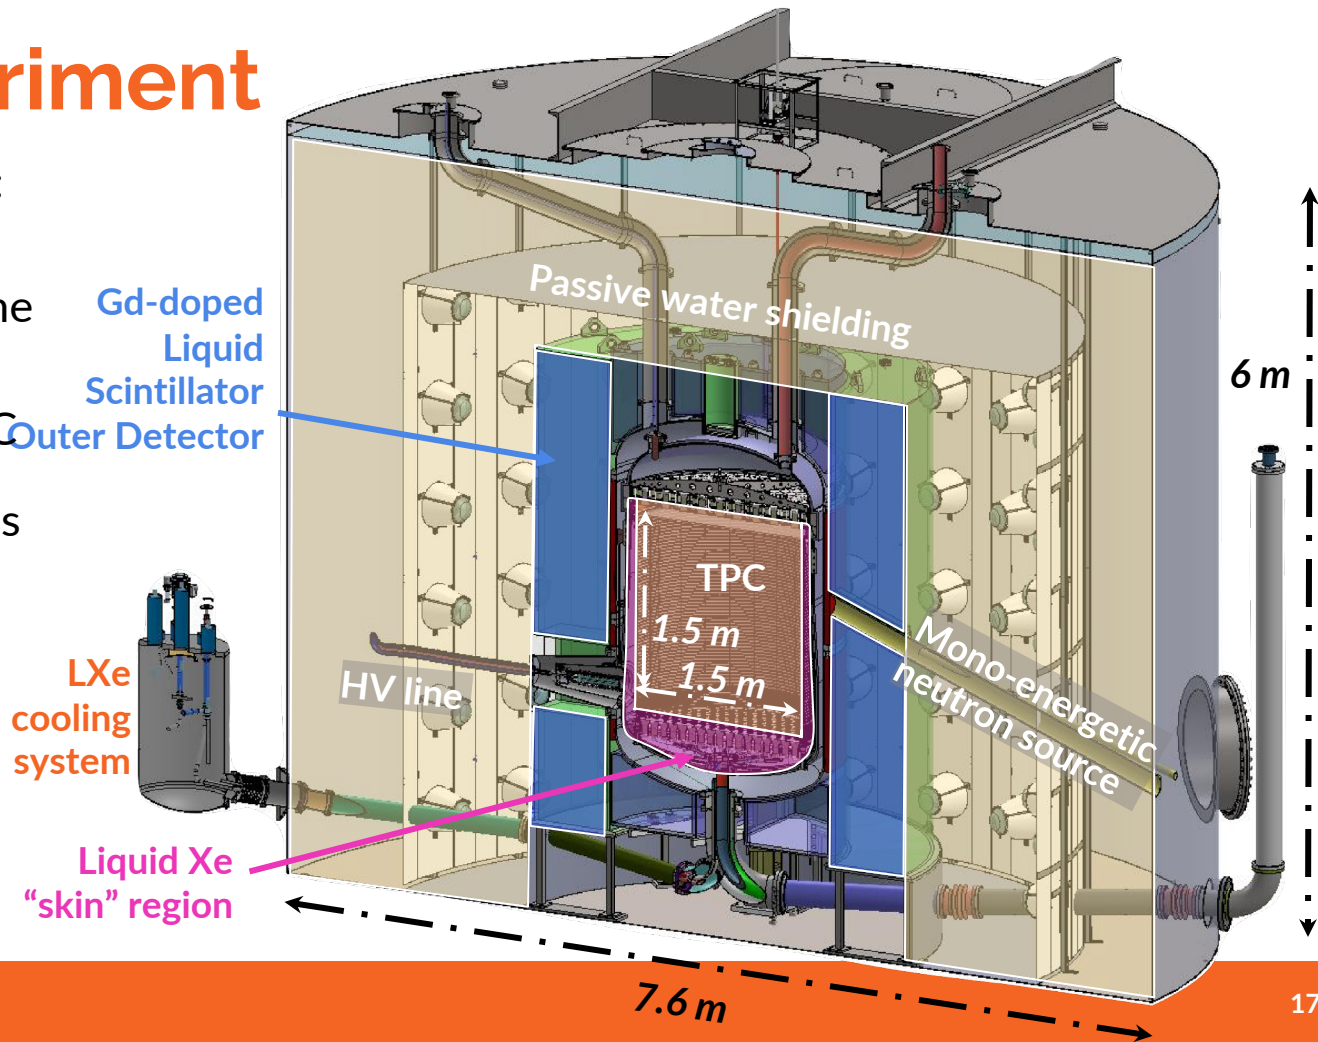 riment
:
ne
C
s
Gd-doped
Liquid
Scintillator
Outer Detector
Passive water shielding
6 m
TPC
1.5 m
1.5 m
HV line
Mono-energetic
neutron source
LXe
cooling
system
Liquid Xe
“skin” region
7.6 m
17